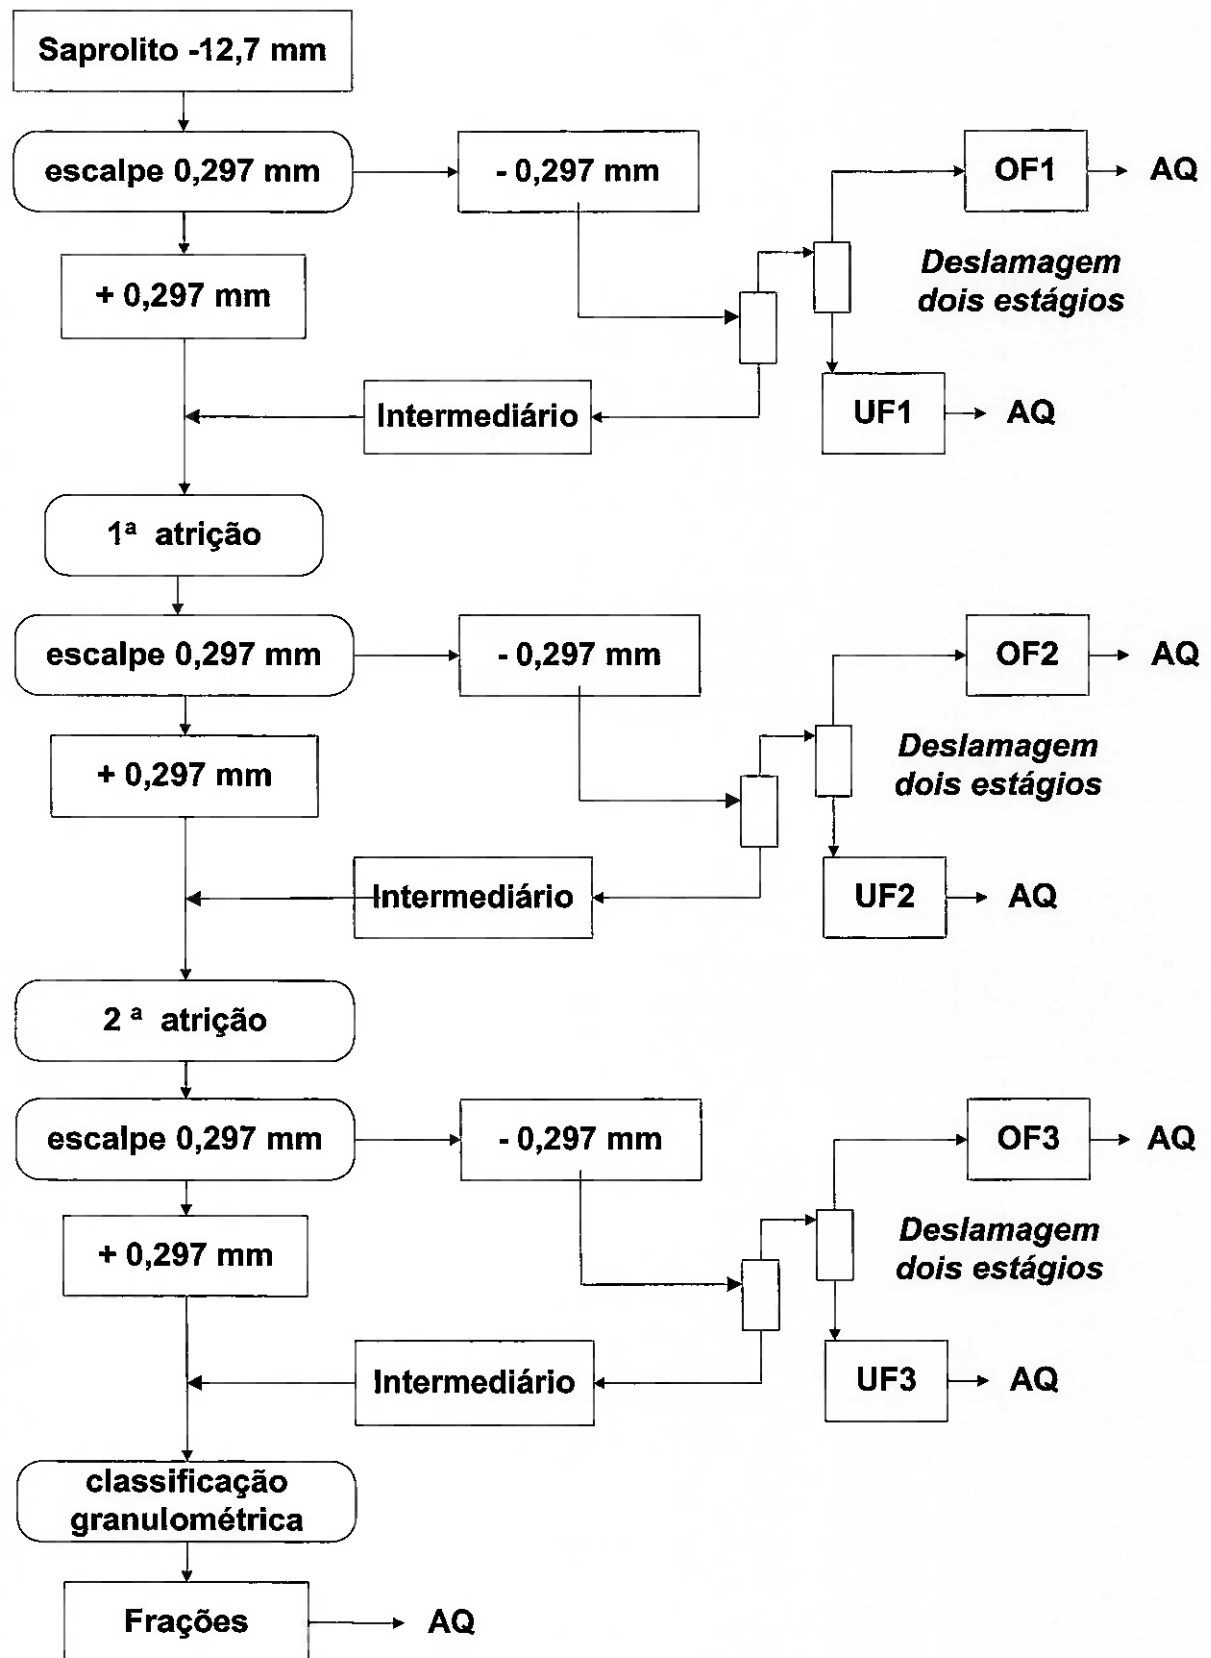 Saprolito -12,7 mm
escalpe 0,297 mm
- 0,297 mm
OF1
AQ
+ 0,297 mm
Deslamagem
dois estágios
Intermediário
UF1
AQ
1ª atrição
escalpe 0,297 mm
- 0,297 mm
OF2
AQ
+ 0,297 mm
Deslamagem
dois estágios
Intermediário
UF2
AQ
2 ª atrição
escalpe 0,297 mm
- 0,297 mm
OF3
AQ
+ 0,297 mm
Deslamagem
dois estágios
Intermediário
UF3
AQ
classificação
granulométrica
Frações
AQ